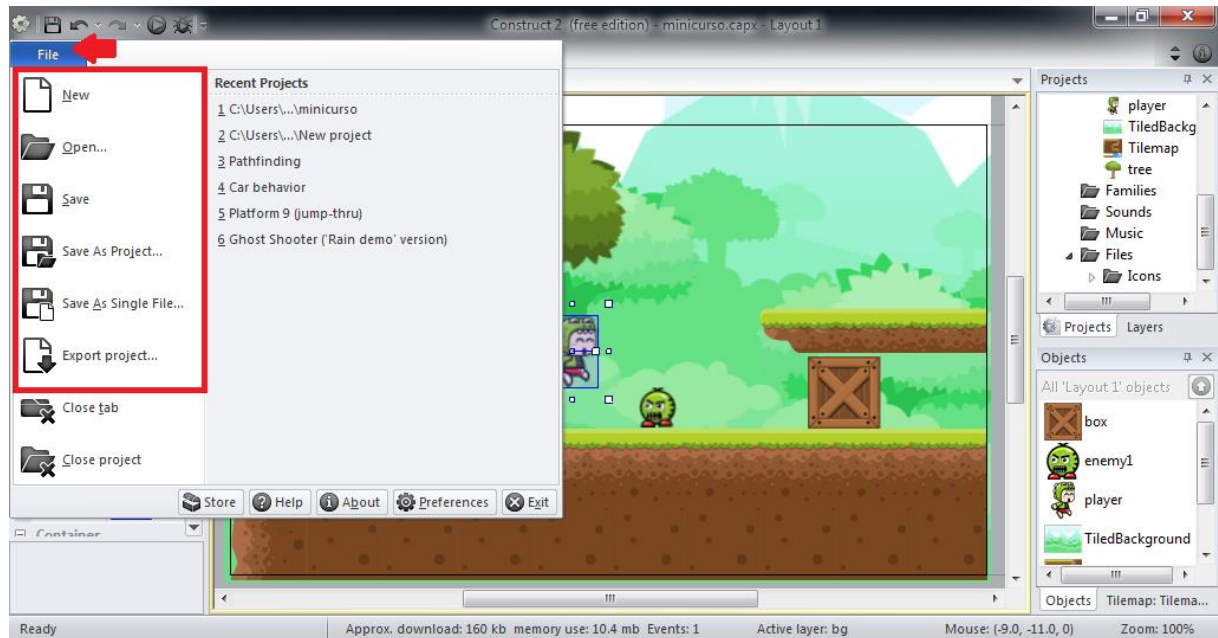 Construct 2 (free edition) - minicurso.capx - Layout 1
File
New
Open...
Save
Save As Project...
Save As Single File...
Export project...
Close tab
Close project
Recent Projects
1 C:\Users\...\minicurso
2 C:\Users\...\New project
3 Pathfinding
4 Car behavior
5 Platform 9 (jump-thru)
6 Ghost Shooter ('Rain demo' version)
Store Help About Preferences Exit
Container
Projects
player
TiledBackg
Tilemap
tree
Families
Sounds
Music
Files
Icons
Projects Layers
Objects
All 'Layout 1' objects
box
enemy1
player
TiledBackground
Objects Tilemap: Tilema...
Ready Approx. download: 160 kb memory use: 10.4 mb Events: 1 Active layer: bg Mouse: (-9.0, -11.0, 0) Zoom: 100%